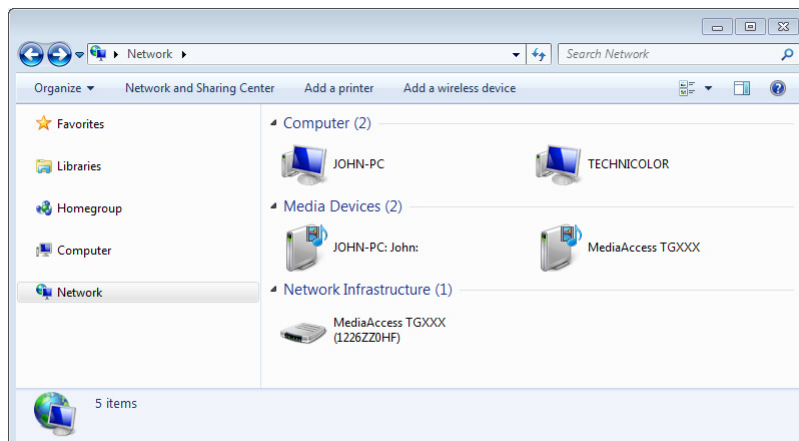 Network
Search Network
Organize
Network and Sharing Center
Add a printer
Add a wireless device
Favorites
Libraries
Homegroup
Computer
Network
Computer (2)
JOHN-PC
TECHNICOLOR
Media Devices (2)
JOHN-PC: John:
MediaAccess TGXXX
Network Infrastructure (1)
MediaAccess TGXXX
(1226ZZ0HF)
5 items